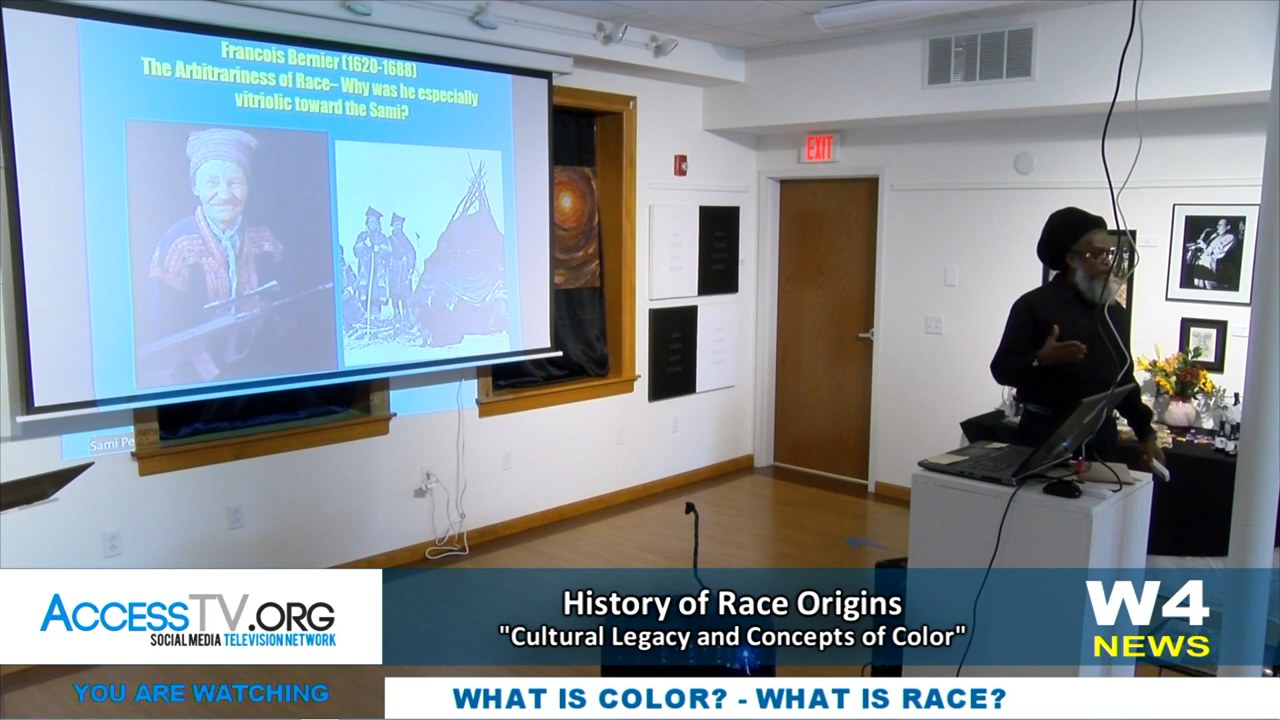 Francois Bernier (1620-1688)
The Arbitrariness of Race– Why was he especially
vitriolic toward the Sami?
EXIT
Sami People
ACCESSTV.ORG
SOCIAL MEDIA TELEVISION NETWORK
History of Race Origins
"Cultural Legacy and Concepts of Color"
W4
NEWS
YOU ARE WATCHING
WHAT IS COLOR? - WHAT IS RACE?